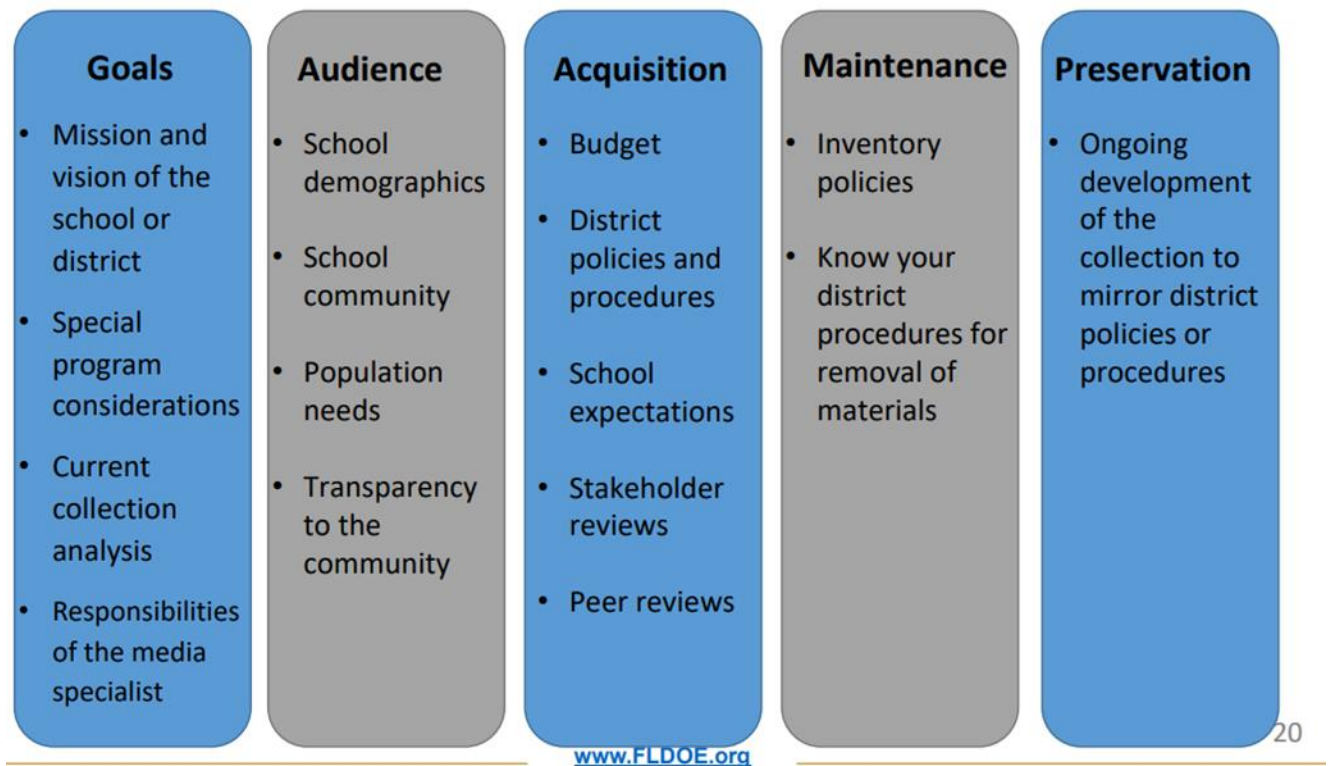 Goals
• Mission and
vision of the
school or
district
• Special
program
considerations
• Current
collection
analysis
• Responsibilities
of the media
specialist
Audience
• School
demographics
• School
community
• Population
needs
• Transparency
to the
community
Acquisition
• Budget
• District
policies and
procedures
• School
expectations
• Stakeholder
reviews
• Peer reviews
Maintenance
• Inventory
policies
• Know your
district
procedures for
removal of
materials
Preservation
• Ongoing
development
of the
collection to
mirror district
policies or
procedures
20
www.FLDOE.org